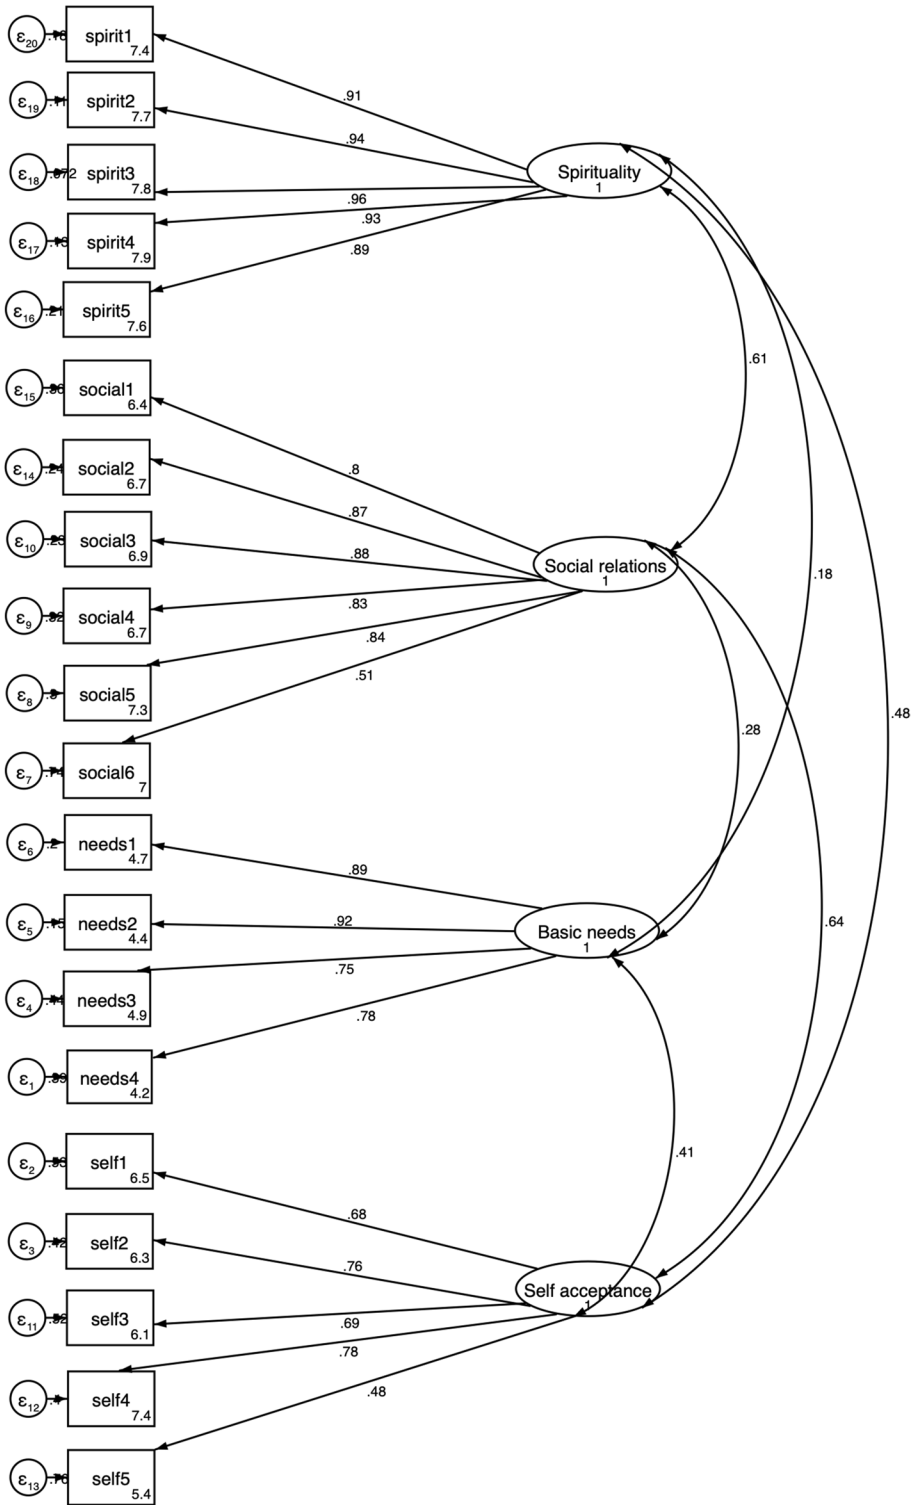 ε20 spirit1 7.4
.91
ε19 spirit2 7.7
.94
Spirituality
1
ε18 spirit3 7.8
.96
ε17 spirit4 7.9
.93
.89
ε16 spirit5 7.6
.61
ε15 social1 6.4
.8
ε14 social2 6.7
.87
ε10 social3 6.9
.88
Social relations
1
.18
ε9 social4 6.7
.83
.84
ε8 social5 7.3
.51
.48
.28
ε7 social6 7
ε6 needs1 4.7
.89
ε5 needs2 4.4
.92
Basic needs
1
.64
.75
ε4 needs3 4.9
.78
ε1 needs4 4.2
.41
ε2 self1 6.5
.68
ε3 self2 6.3
.76
Self acceptance
1
ε11 self3 6.1
.69
.78
ε12 self4 7.4
.48
ε13 self5 5.4